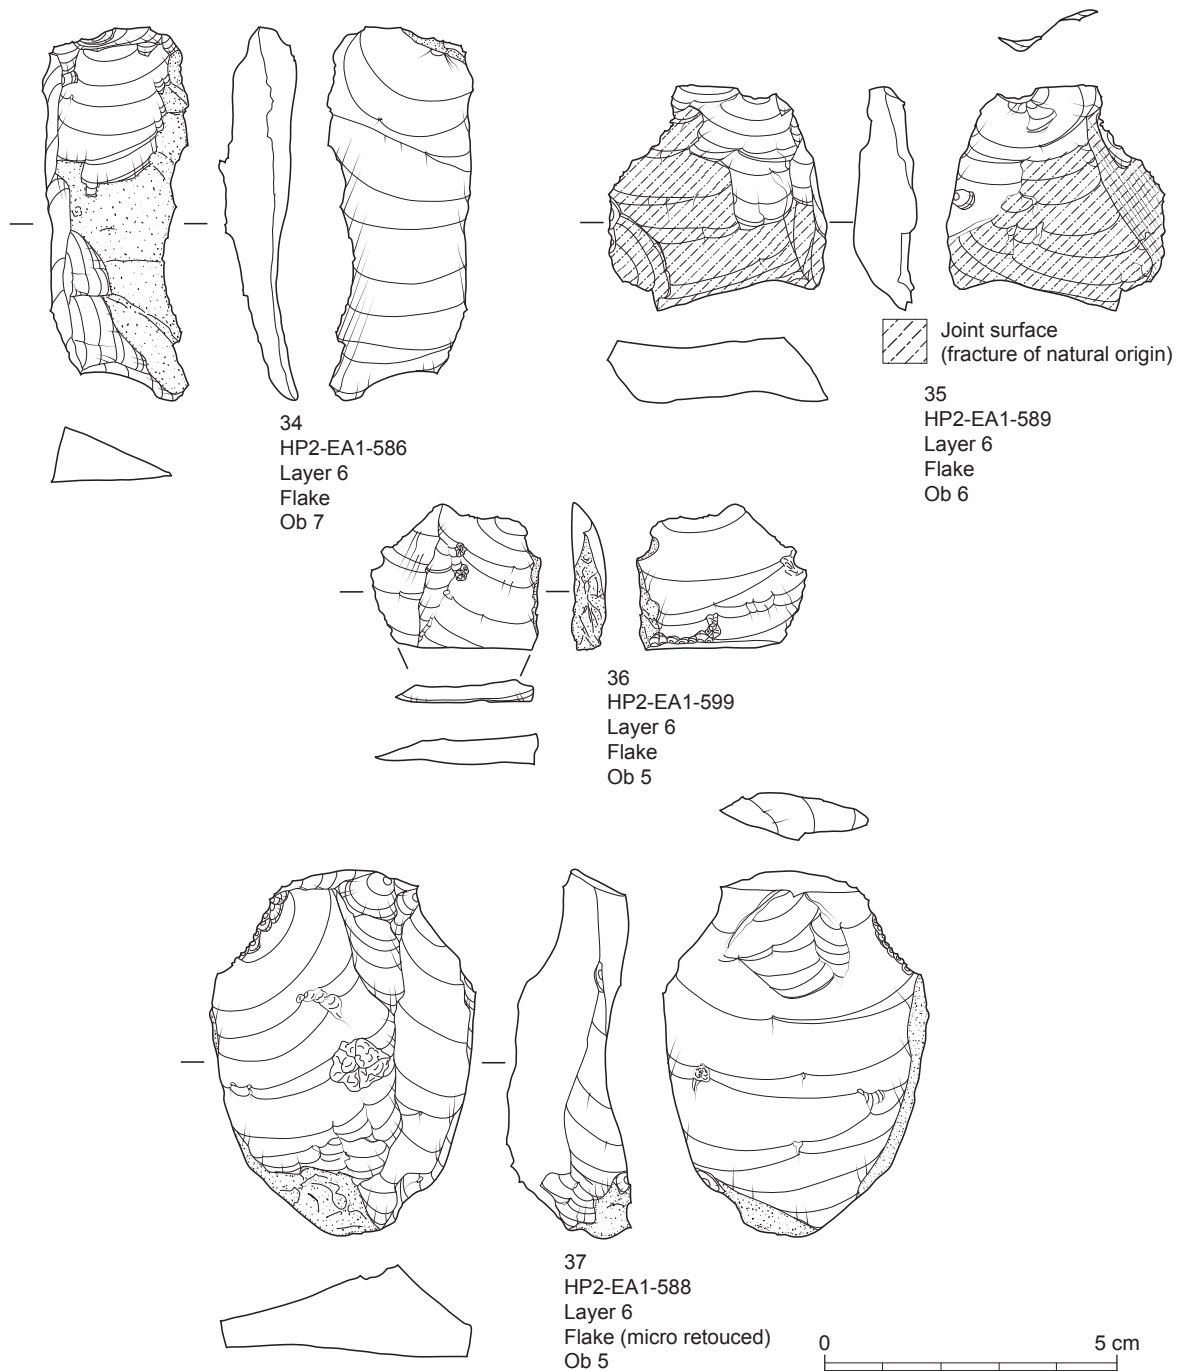 34
HP2-EA1-586
Layer 6
Flake
Ob 7
Joint surface
(fracture of natural origin)
35
HP2-EA1-589
Layer 6
Flake
Ob 6
36
HP2-EA1-599
Layer 6
Flake
Ob 5
37
HP2-EA1-588
Layer 6
Flake (micro retouced)
Ob 5
0 5 cm